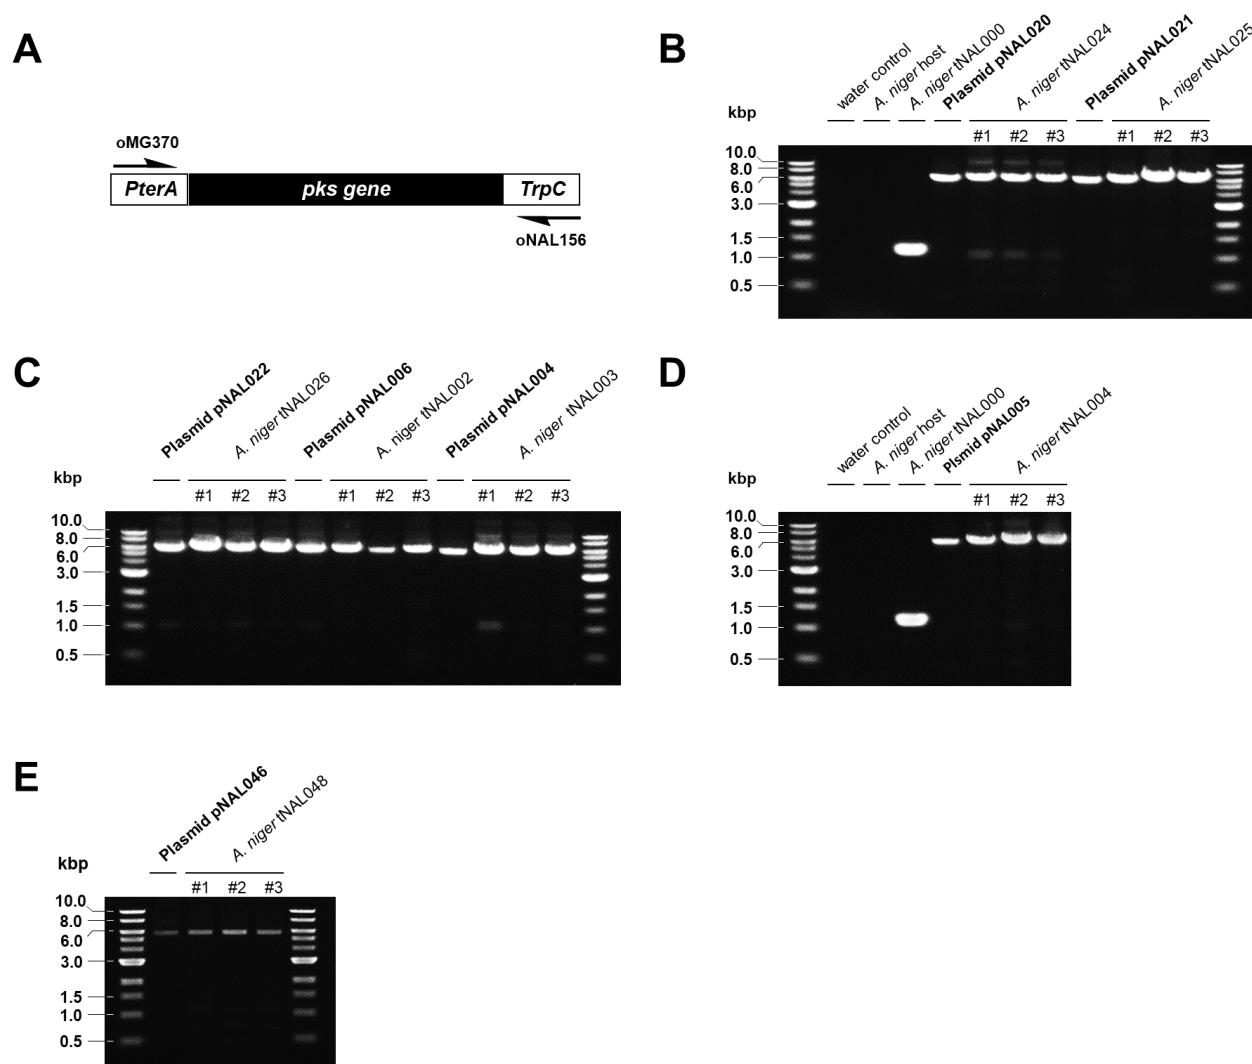 A
oMG370
PterA pks gene TrpC
oNAL156
B
water control
A. niger host
A. niger tNAL000
Plasmid pNAL020
A. niger tNAL024
Plasmid pNAL021
A. niger tNAL025
kbp
#1 #2 #3 #1 #2 #3
10.0
8.0
6.0
3.0
1.5
1.0
0.5
C
Plasmid pNAL022
A. niger tNAL026
Plasmid pNAL006
A. niger tNAL002
Plasmid pNAL004
A. niger tNAL003
kbp
#1 #2 #3 #1 #2 #3 #1 #2 #3
10.0
8.0
6.0
3.0
1.5
1.0
0.5
D
water control
A. niger host
A. niger tNAL000
Plsmid pNAL005
A. niger tNAL004
kbp
#1 #2 #3
10.0
8.0
6.0
3.0
1.5
1.0
0.5
E
Plasmid pNAL046
A. niger tNAL048
kbp
#1 #2 #3
10.0
8.0
6.0
3.0
1.5
1.0
0.5